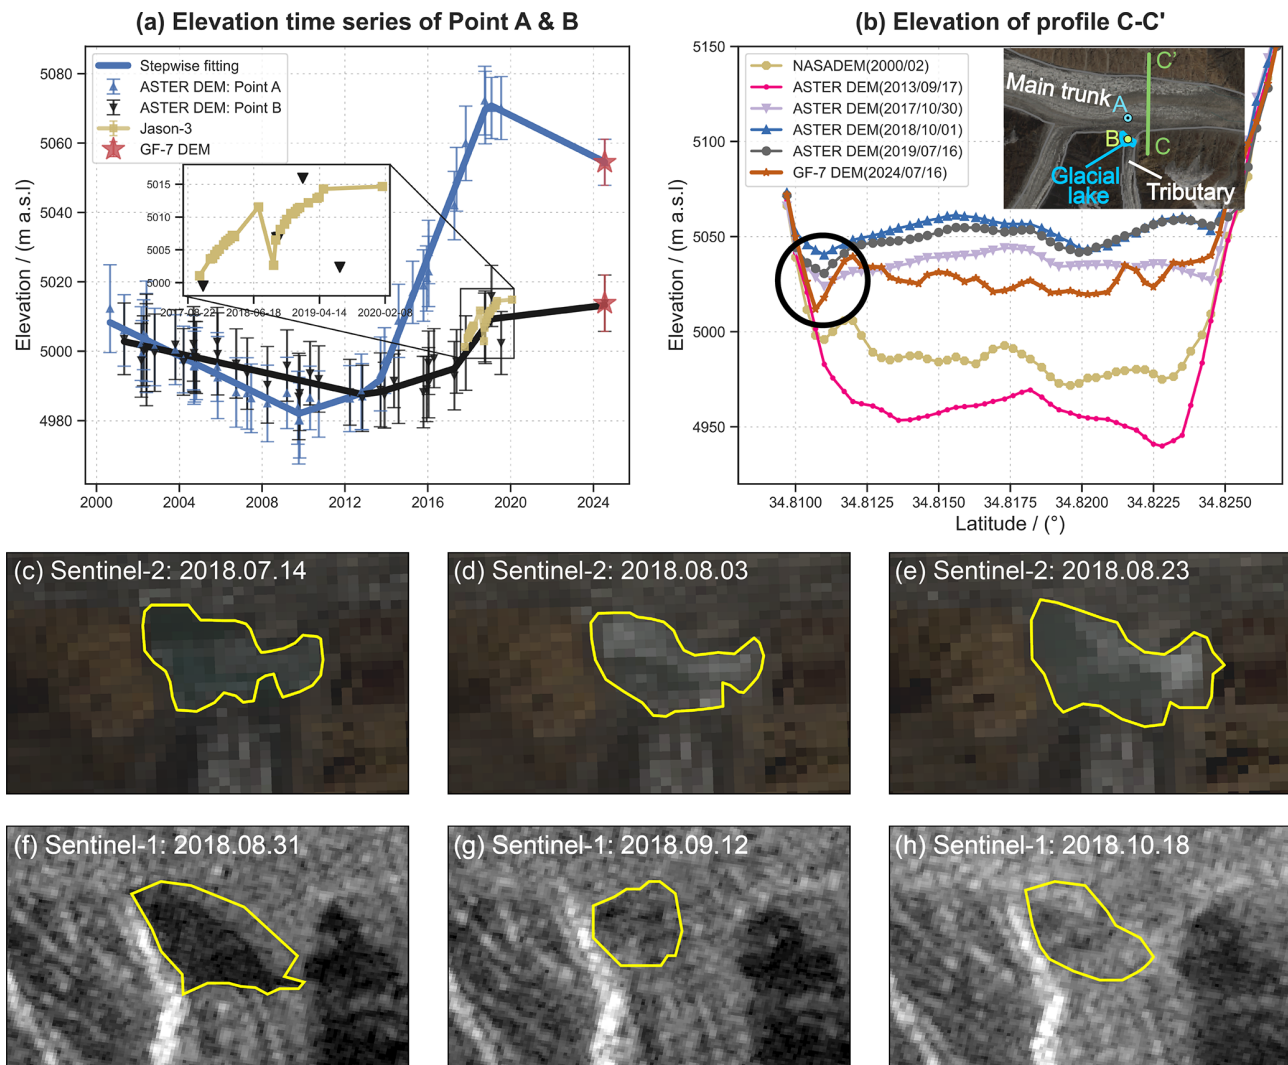 (a) Elevation time series of Point A & B
Elevation / (m a.s.l)
5080
5060
5040
5020
5000
4980
2000
2004
2008
2012
2016
2020
2024
Stepwise fitting
ASTER DEM: Point A
ASTER DEM: Point B
Jason-3
GF-7 DEM
5015
5010
5005
5000
2017-08-22
2018-06-18
2019-04-14
2020-02-08
(b) Elevation of profile C-C'
Elevation / (m a.s.l)
5150
5100
5050
5000
4950
34.8100
34.8125
34.8150
34.8175
34.8200
34.8225
34.8250
Latitude / (°)
NASADEM(2000/02)
ASTER DEM(2013/09/17)
ASTER DEM(2017/10/30)
ASTER DEM(2018/10/01)
ASTER DEM(2019/07/16)
GF-7 DEM(2024/07/16)
C'
Main trunk
A
B
C
Glacial
lake
Tributary
(c) Sentinel-2: 2018.07.14
(d) Sentinel-2: 2018.08.03
(e) Sentinel-2: 2018.08.23
(f) Sentinel-1: 2018.08.31
(g) Sentinel-1: 2018.09.12
(h) Sentinel-1: 2018.10.18